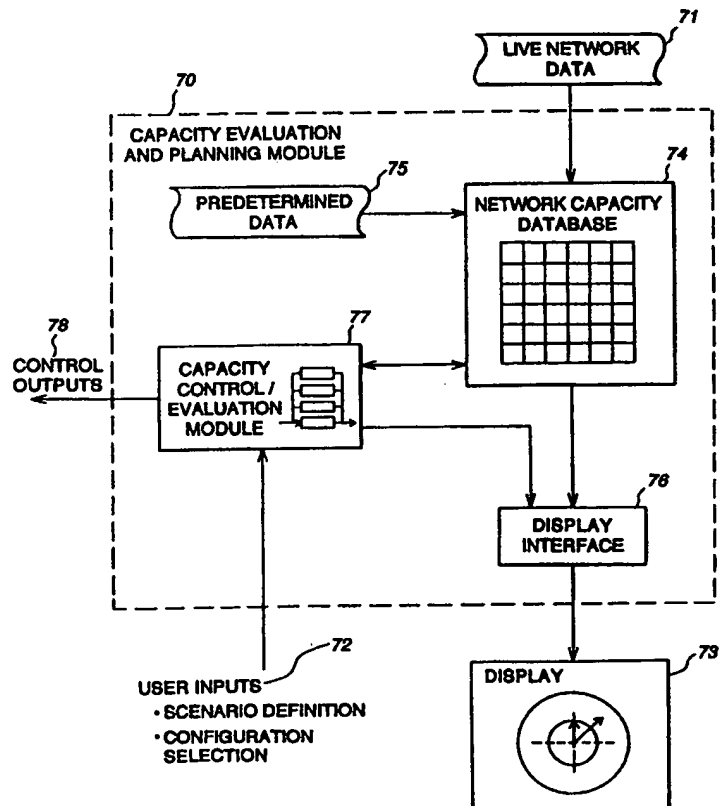 71
LIVE NETWORK
DATA
70
CAPACITY EVALUATION
AND PLANNING MODULE
75
PREDETERMINED
DATA
74
NETWORK CAPACITY
DATABASE
78
CONTROL
OUTPUTS
77
CAPACITY
CONTROL /
EVALUATION
MODULE
76
DISPLAY
INTERFACE
72
USER INPUTS
• SCENARIO DEFINITION
• CONFIGURATION
SELECTION
73
DISPLAY